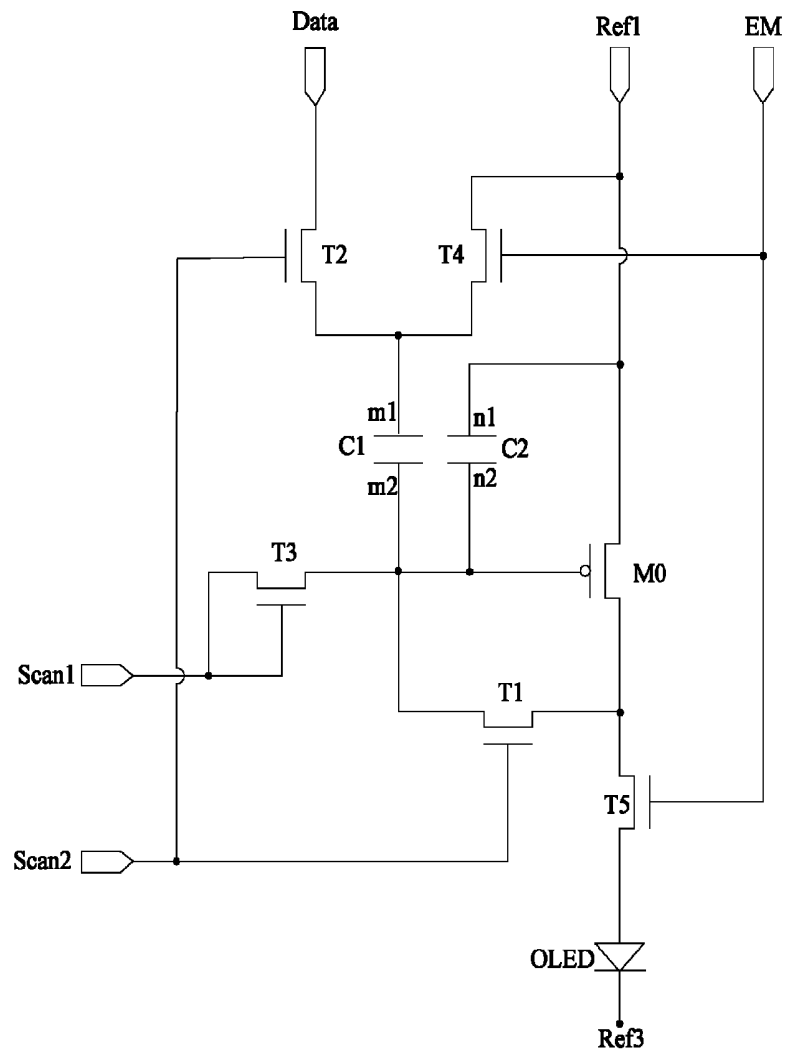 Data
Ref1
EM
T2
T4
m1
n1
C1
C2
m2
n2
T3
M0
Scan1
T1
T5
Scan2
OLED
Ref3